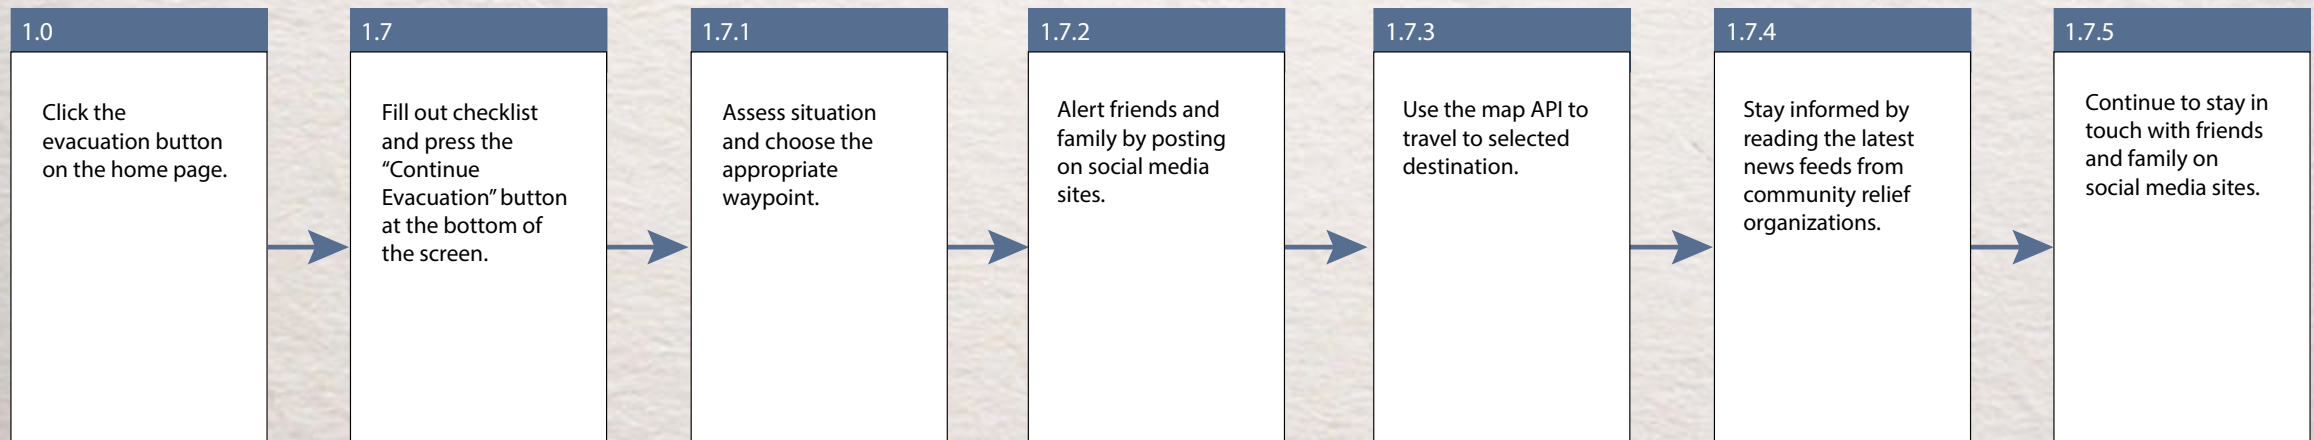 1.0
Click the
evacuation button
on the home page.
1.7
Fill out checklist
and press the
“Continue
Evacuation” button
at the bottom of
the screen.
1.7.1
Assess situation
and choose the
appropriate
waypoint.
1.7.2
Alert friends and
family by posting
on social media
sites.
1.7.3
Use the map API to
travel to selected
destination.
1.7.4
Stay informed by
reading the latest
news feeds from
community relief
organizations.
1.7.5
Continue to stay in
touch with friends
and family on
social media sites.